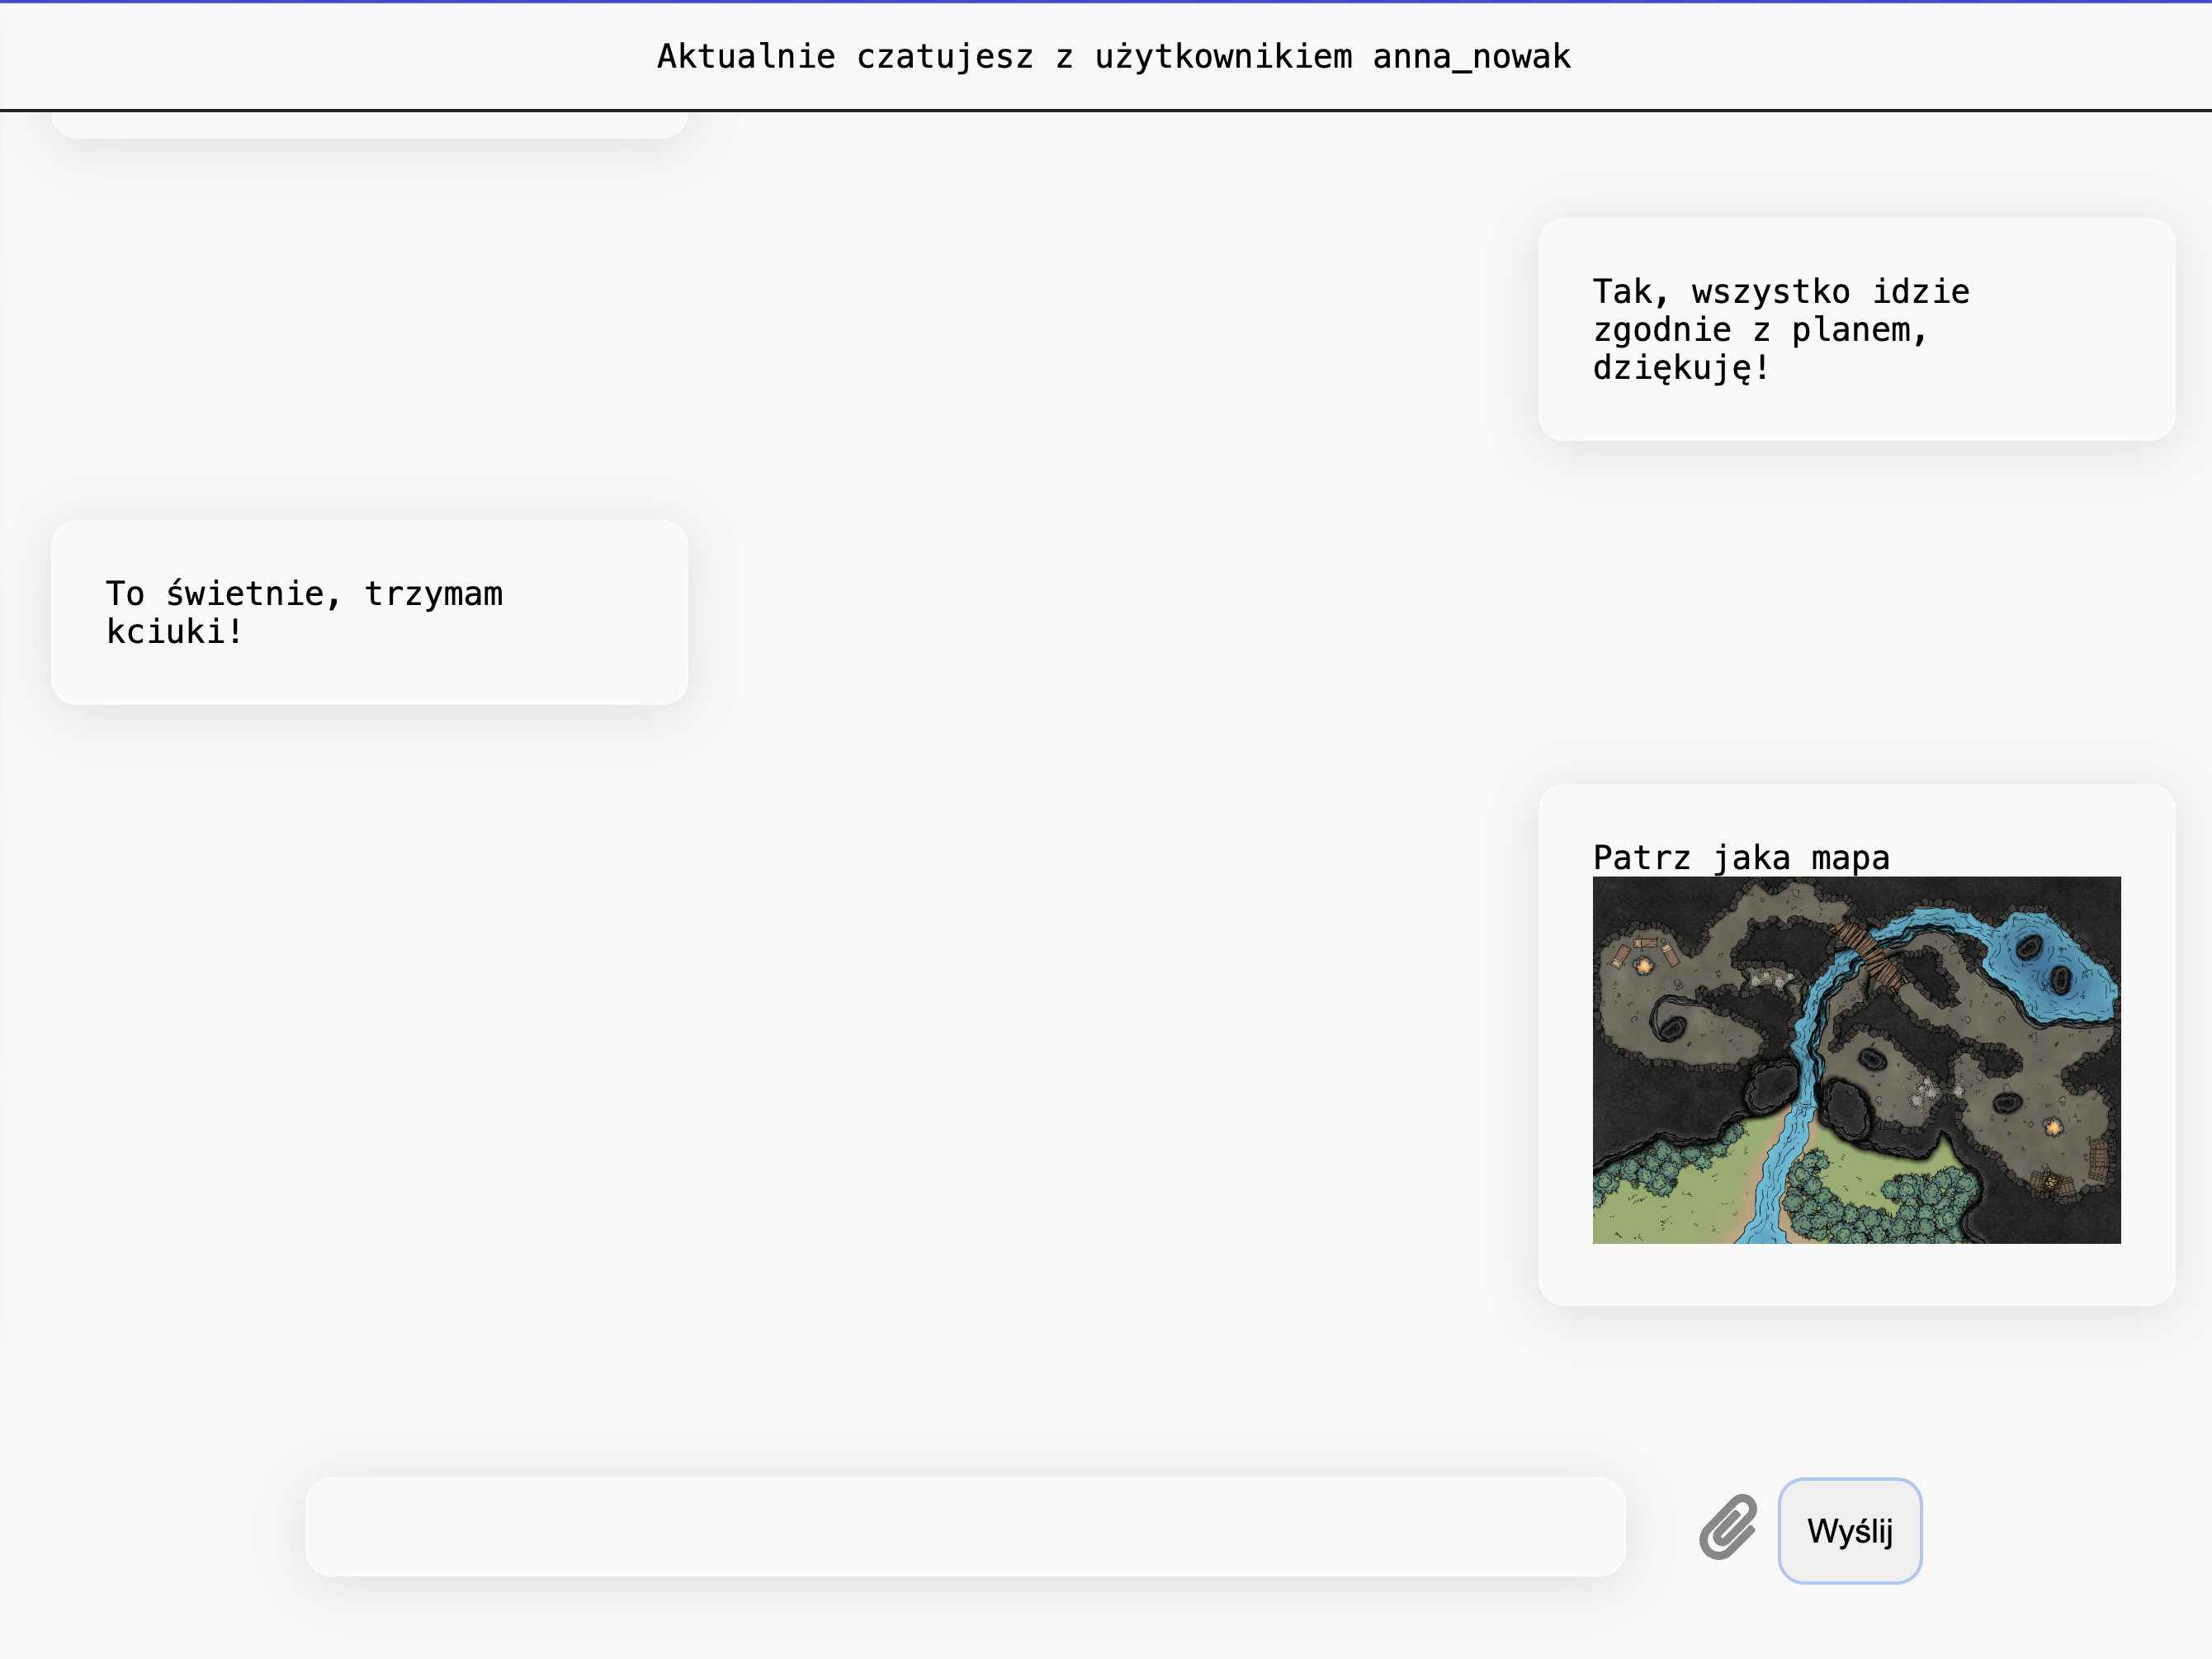 Aktualnie czatujesz z użytkownikiem anna_nowak
Tak, wszystko idzie
zgodnie z planem,
dziękuję!
To świetnie, trzymam
kciuki!
Patrz jaka mapa
Wyślij